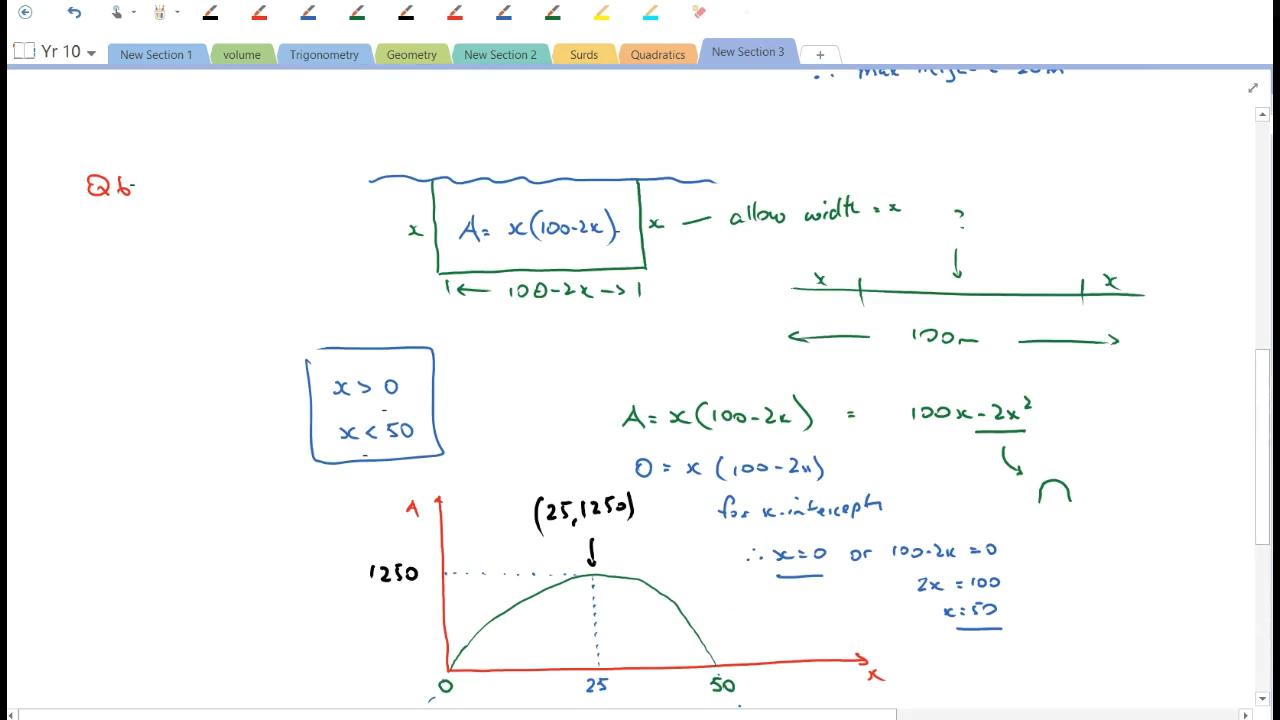 Yr 10
New Section 1 volume Trigonometry Geometry New Section 2 Surds Quadratics New Section 3 +
Q6
A= x(100-2x)
x
x — allow width = x
100-2x
?
x
x
100m
x > 0
x < 50
A= x(100-2x) = 100x - 2x²
0 = x (100-2x)
for x-intercepts
∴ x=0 or 100-2x =0
2x =100
x=50
A
(25,1250)
1250
0 25 50
x